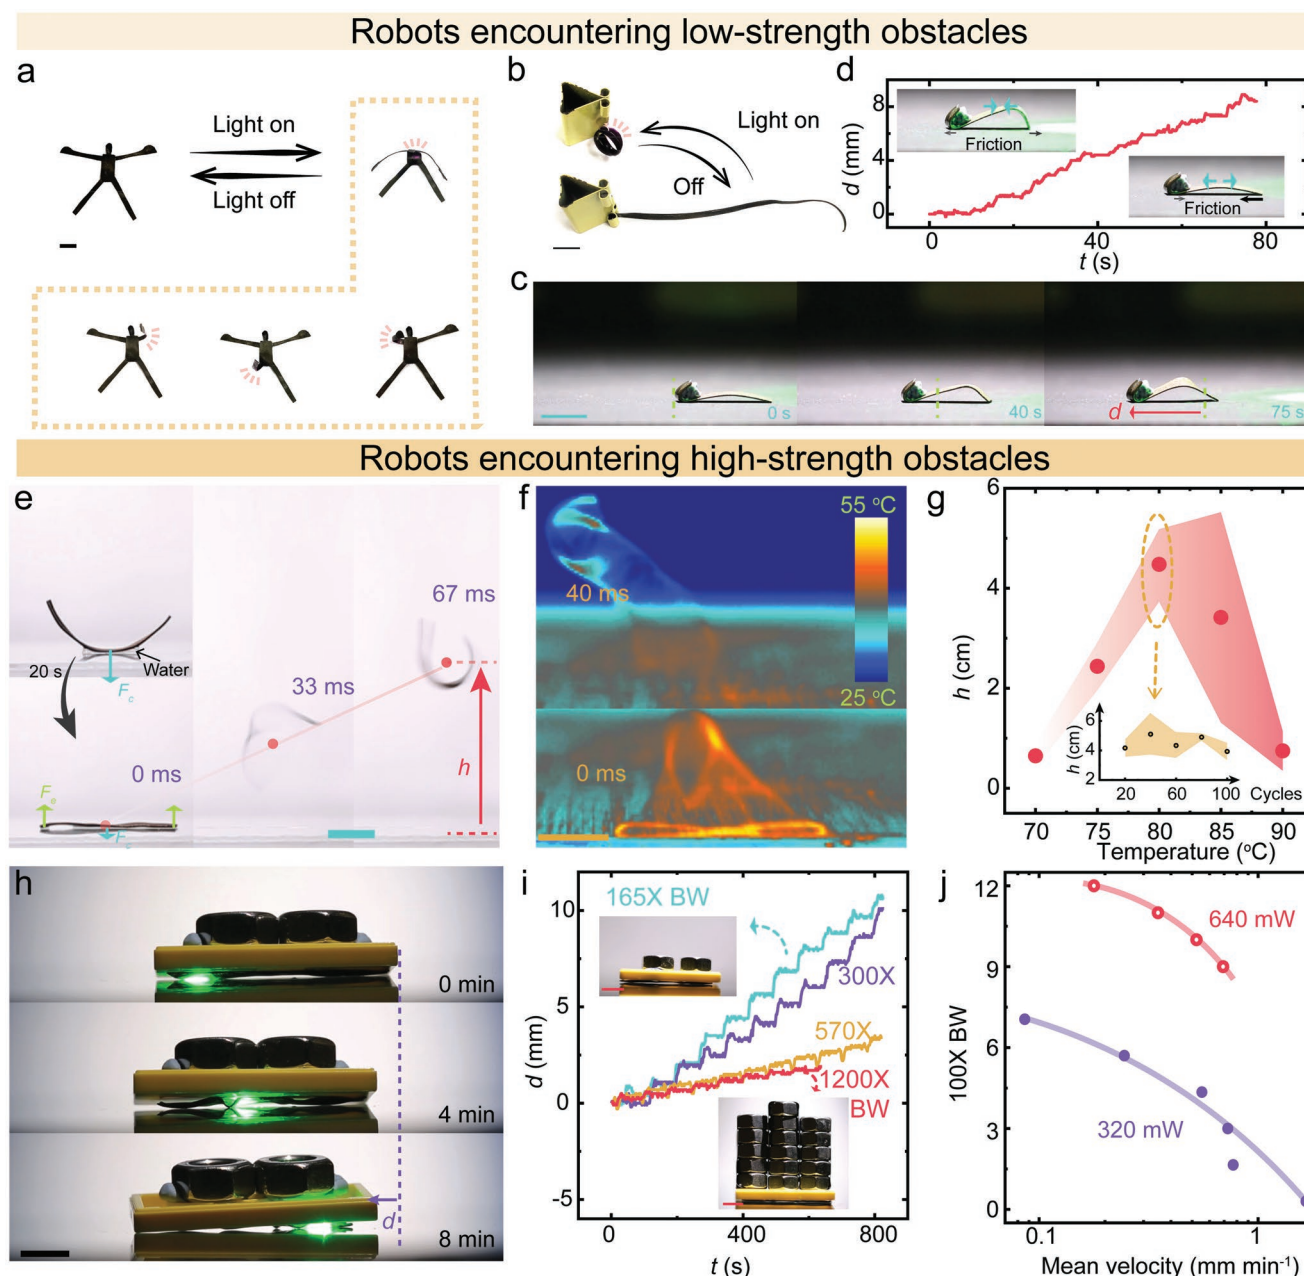 Robots encountering low-strength obstacles
a
Light on
Light off
b
Light on
Off
d
d (mm)
8
4
0
0
40
80
t (s)
Friction
Friction
c
0 s
40 s
75 s
d
Robots encountering high-strength obstacles
e
20 s
Water
F_c
0 ms
33 ms
67 ms
h
F_e
f
55 °C
25 °C
40 ms
0 ms
g
h (cm)
6
4
2
0
70
75
80
85
90
Temperature (°C)
h (cm)
6
4
2
20
60
100
Cycles
h
0 min
4 min
8 min
d
i
d (mm)
10
5
0
-5
0
400
800
t (s)
165X BW
300X
570X
1200X
BW
j
100X BW
12
9
6
3
0
0.1
1
Mean velocity (mm min⁻¹)
640 mW
320 mW